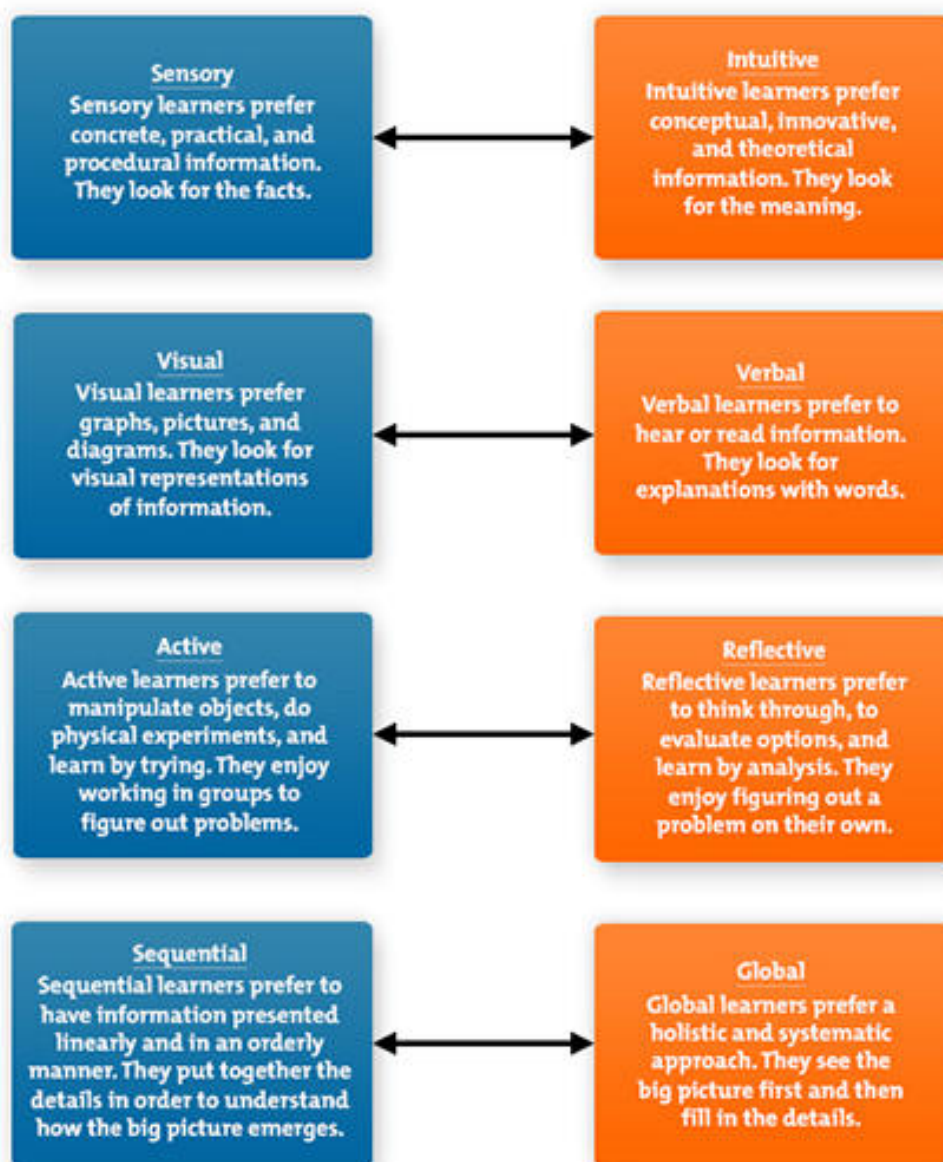 Sensory
Sensory learners prefer
concrete, practical, and
procedural information.
They look for the facts.
Intuitive
Intuitive learners prefer
conceptual, innovative,
and theoretical
information. They look
for the meaning.
Visual
Visual learners prefer
graphs, pictures, and
diagrams. They look for
visual representations
of information.
Verbal
Verbal learners prefer to
hear or read information.
They look for
explanations with words.
Active
Active learners prefer to
manipulate objects, do
physical experiments, and
learn by trying. They enjoy
working in groups to
figure out problems.
Reflective
Reflective learners prefer
to think through, to
evaluate options, and
learn by analysis. They
enjoy figuring out a
problem on their own.
Sequential
Sequential learners prefer to
have information presented
linearly and in an orderly
manner. They put together the
details in order to understand
how the big picture emerges.
Global
Global learners prefer a
holistic and systematic
approach. They see the
big picture first and then
fill in the details.